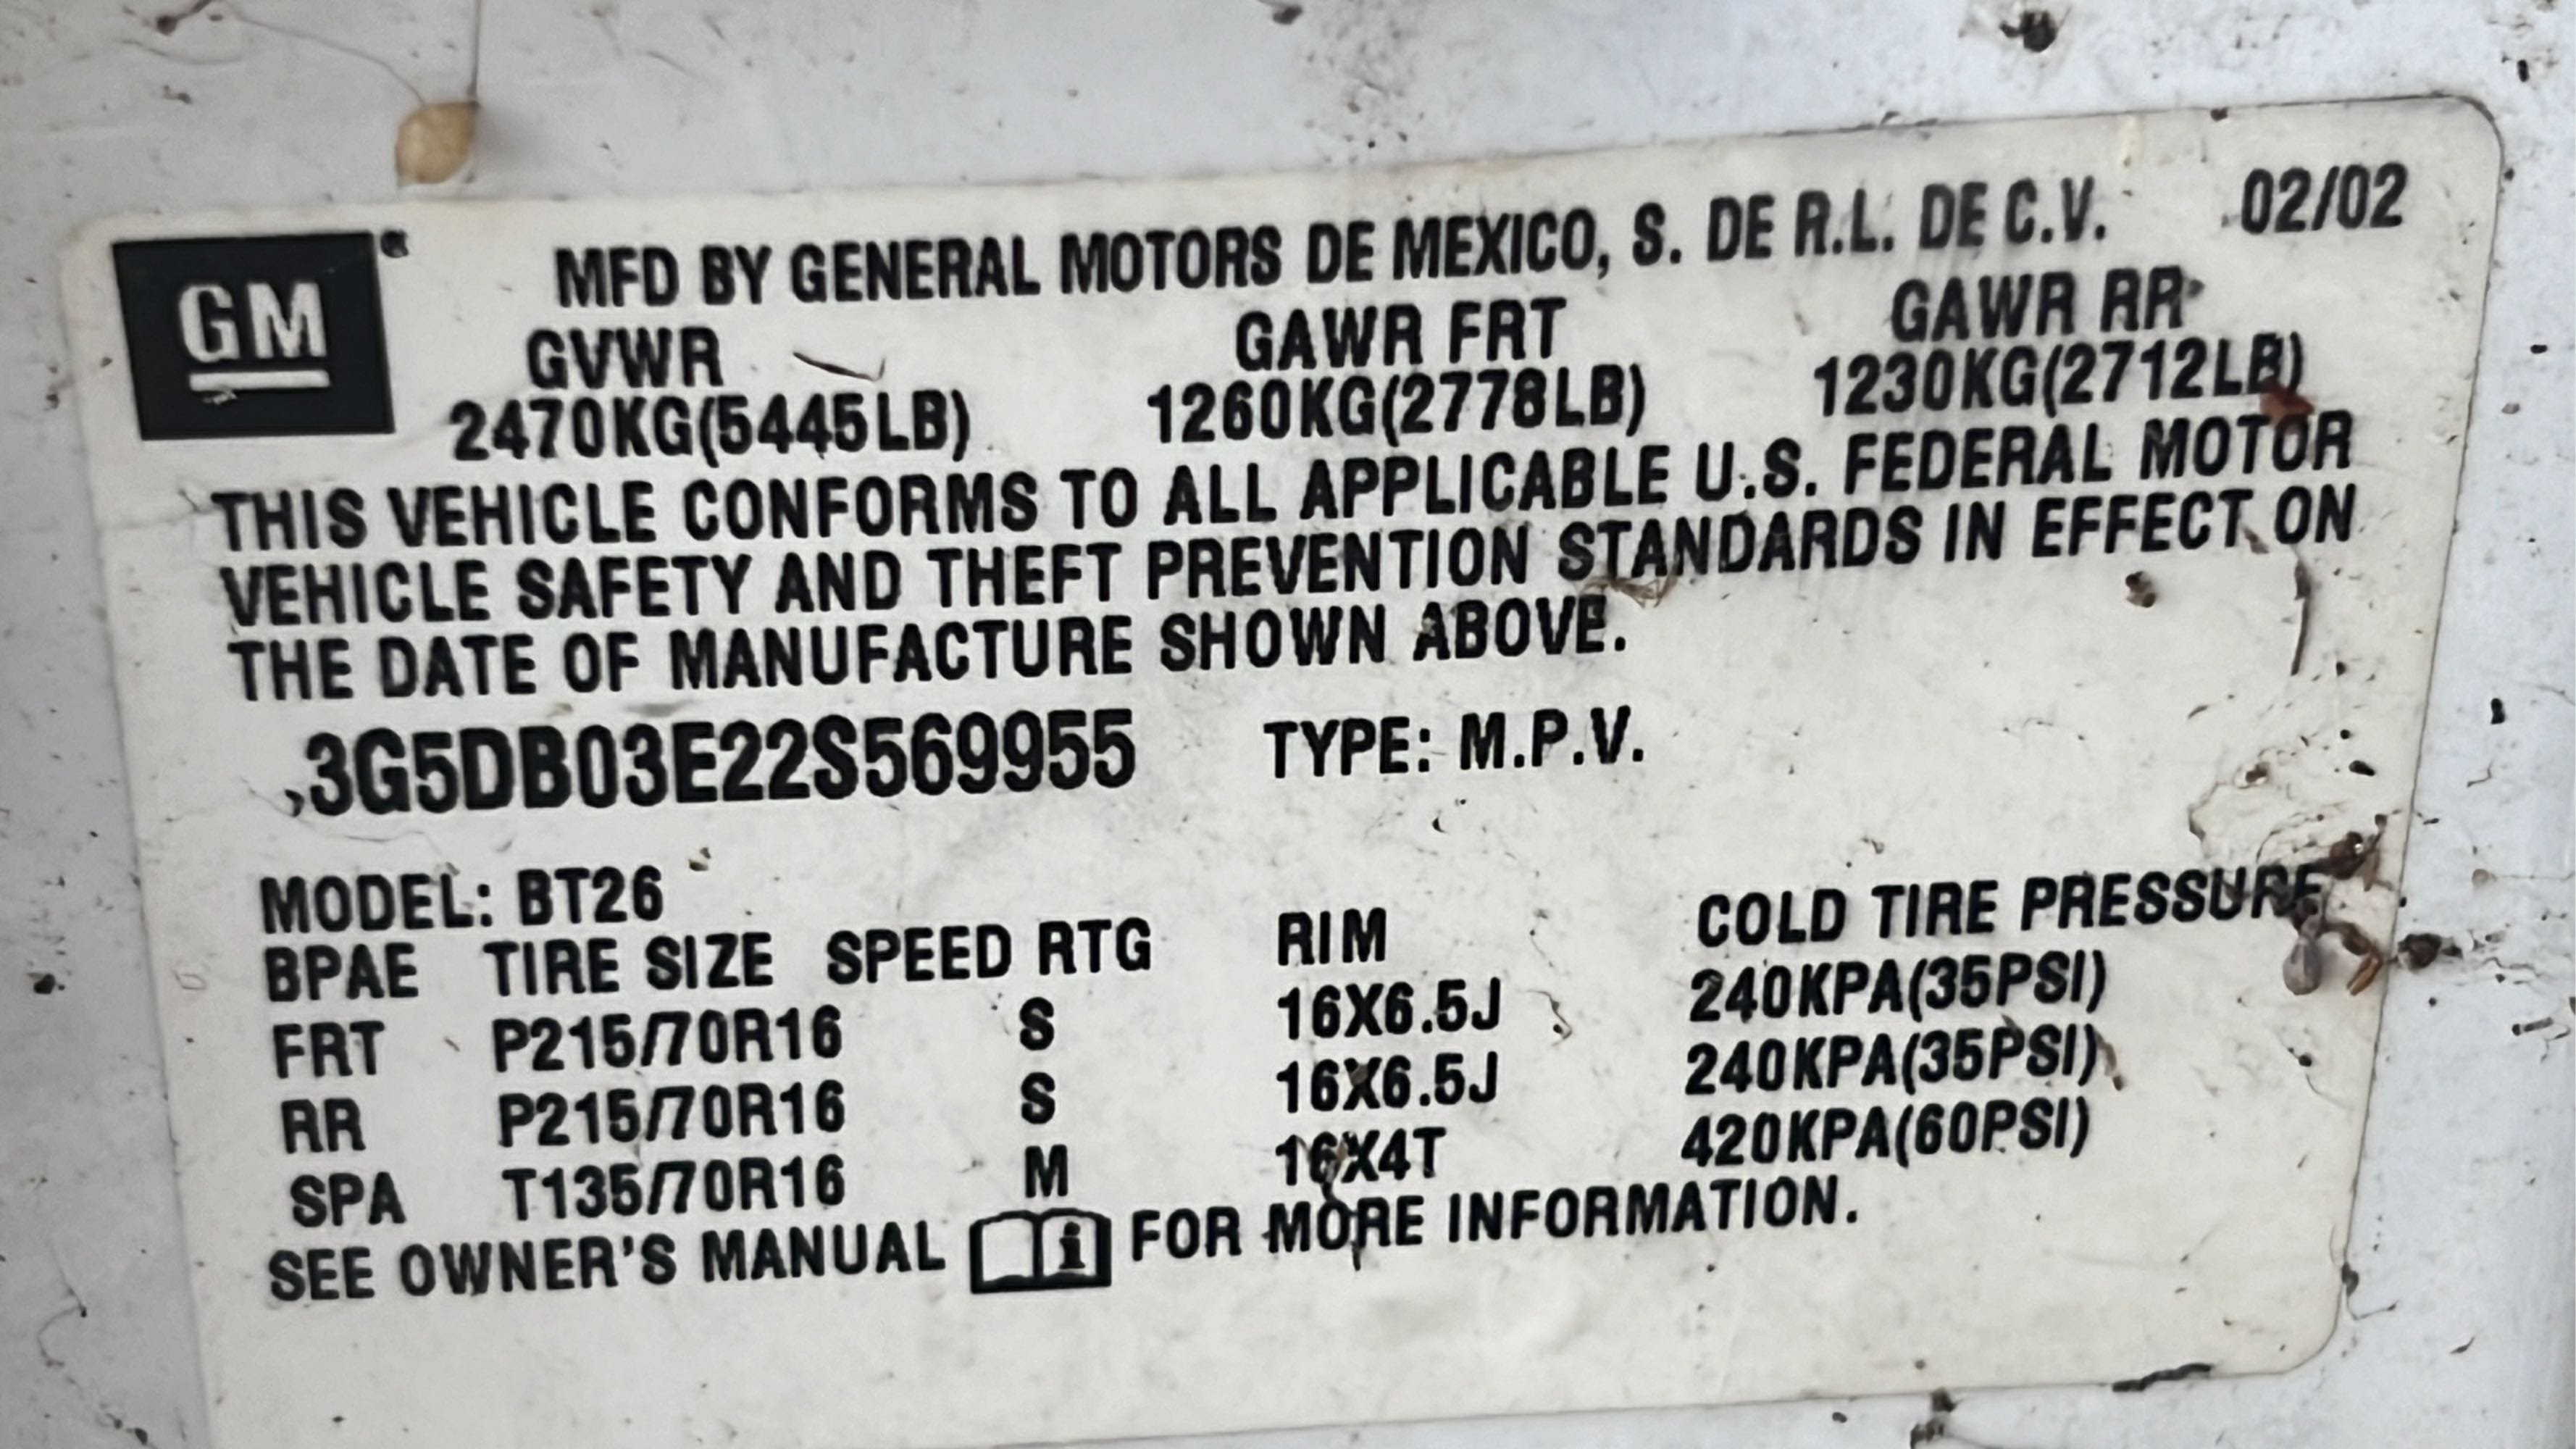 GM
MFD BY GENERAL MOTORS DE MEXICO, S. DE R.L. DE C.V. 02/02
GVWR GAWR FRT GAWR RR
2470KG(5445LB) 1260KG(2778LB) 1230KG(2712LB)
THIS VEHICLE CONFORMS TO ALL APPLICABLE U.S. FEDERAL MOTOR
VEHICLE SAFETY AND THEFT PREVENTION STANDARDS IN EFFECT ON
THE DATE OF MANUFACTURE SHOWN ABOVE.
3G5DB03E22S569955 TYPE: M.P.V.
MODEL: BT26
BPAE TIRE SIZE SPEED RTG RIM COLD TIRE PRESSURE
FRT P215/70R16 S 16X6.5J 240KPA(35PSI)
RR P215/70R16 S 16X6.5J 240KPA(35PSI)
SPA T135/70R16 M 16X4T 420KPA(60PSI)
SEE OWNER'S MANUAL i FOR MORE INFORMATION.